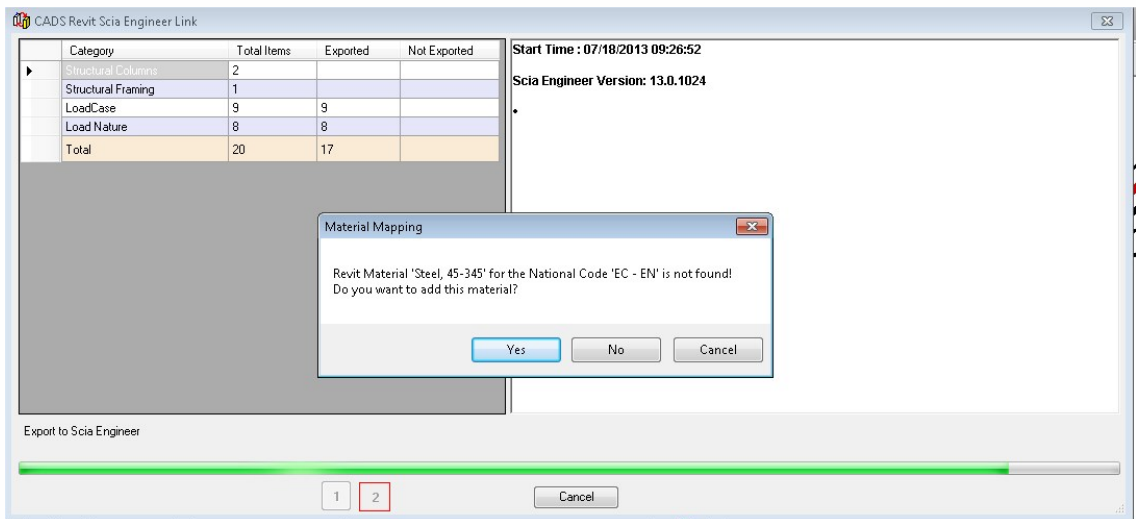 CADS Revit Scia Engineer Link
Category Total Items Exported Not Exported
Structural Columns 2
Structural Framing 1
LoadCase 9 9
Load Nature 8 8
Total 20 17
Start Time : 07/18/2013 09:26:52
Scia Engineer Version: 13.0.1024
Material Mapping
Revit Material 'Steel, 45-345' for the National Code 'EC - EN' is not found!
Do you want to add this material?
Yes No Cancel
Export to Scia Engineer
1 2 Cancel